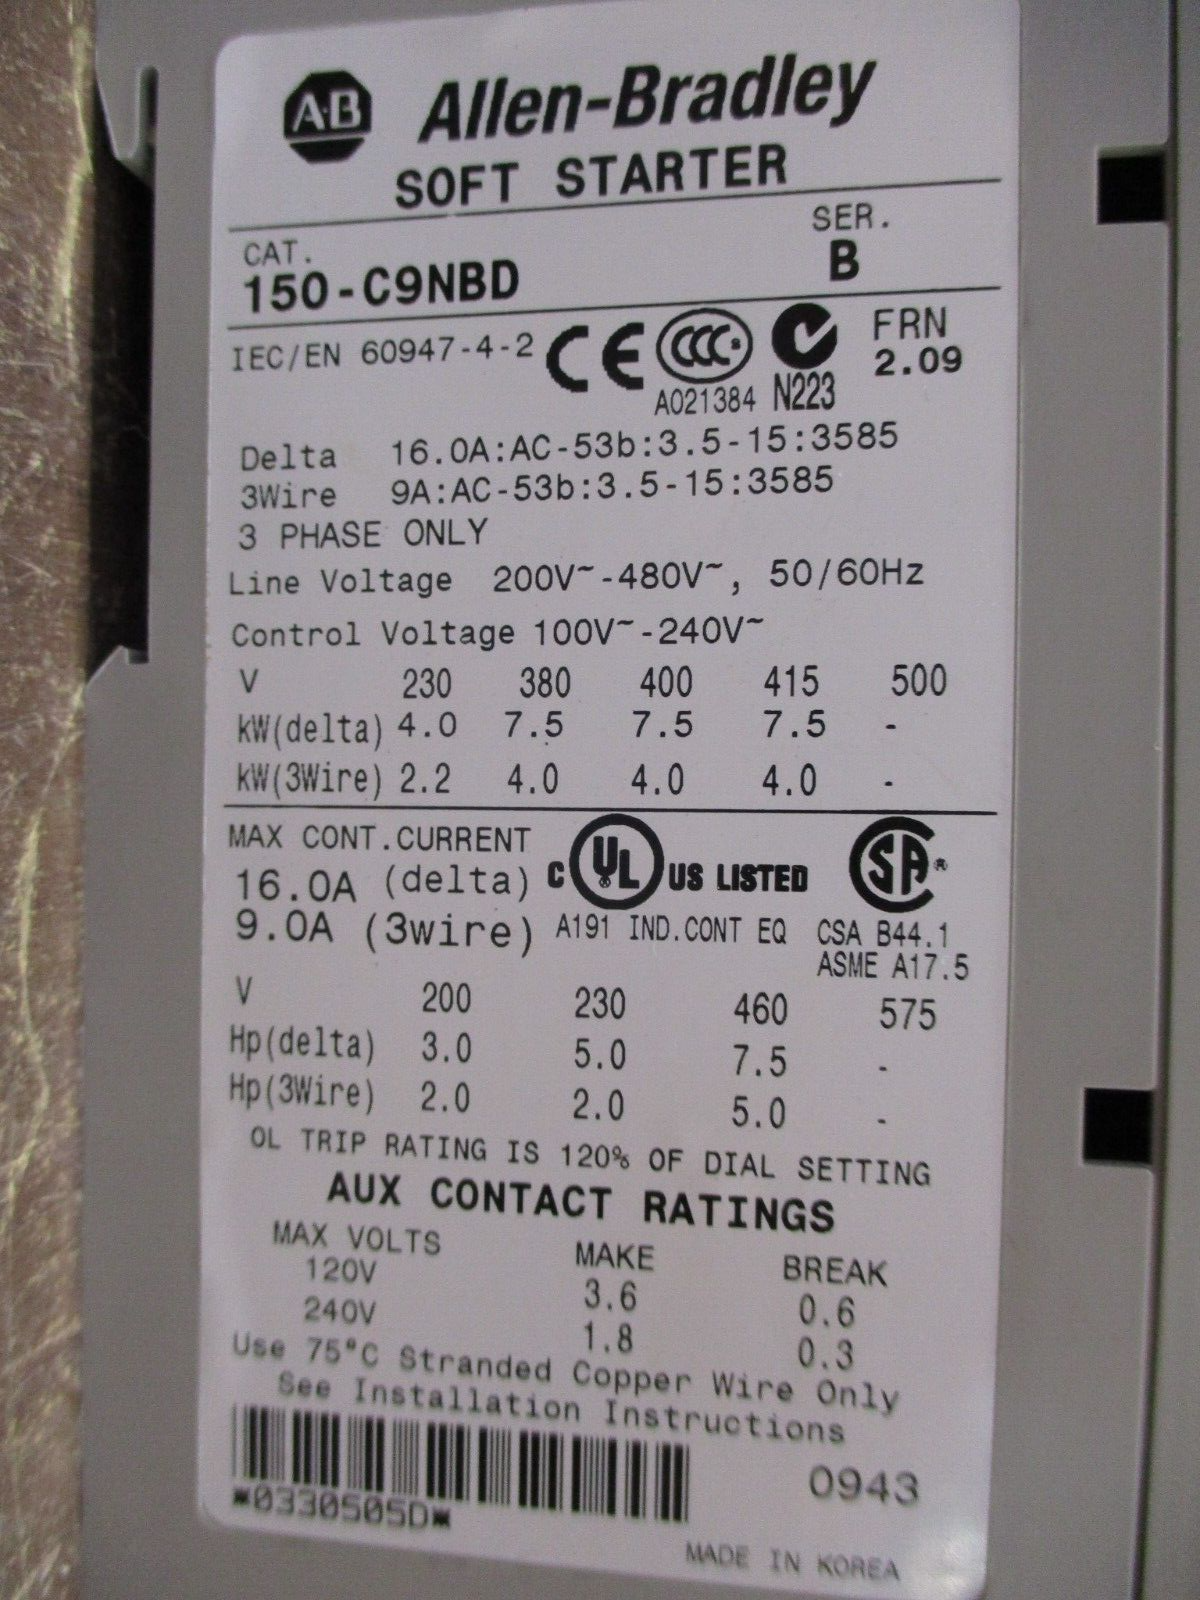 A·B Allen-Bradley
SOFT STARTER
CAT. SER.
150-C9NBD B
IEC/EN 60947-4-2 CE CCC S FRN
A021384 N223 2.09
Delta 16.0A:AC-53b:3.5-15:3585
3Wire 9A:AC-53b:3.5-15:3585
3 PHASE ONLY
Line Voltage 200V~-480V~, 50/60Hz
Control Voltage 100V~-240V~
V 230 380 400 415 500
kW(delta) 4.0 7.5 7.5 7.5 -
kW(3Wire) 2.2 4.0 4.0 4.0 -
MAX CONT.CURRENT
16.0A (delta) C UL US LISTED SA®
9.0A (3wire) A191 IND.CONT EQ CSA B44.1
ASME A17.5
V 200 230 460 575
Hp(delta) 3.0 5.0 7.5 -
Hp(3Wire) 2.0 2.0 5.0 -
OL TRIP RATING IS 120% OF DIAL SETTING
AUX CONTACT RATINGS
MAX VOLTS MAKE BREAK
120V 3.6 0.6
240V 1.8 0.3
Use 75°C Stranded Copper Wire Only
See Installation Instructions
*0330505D* 0943
MADE IN KOREA